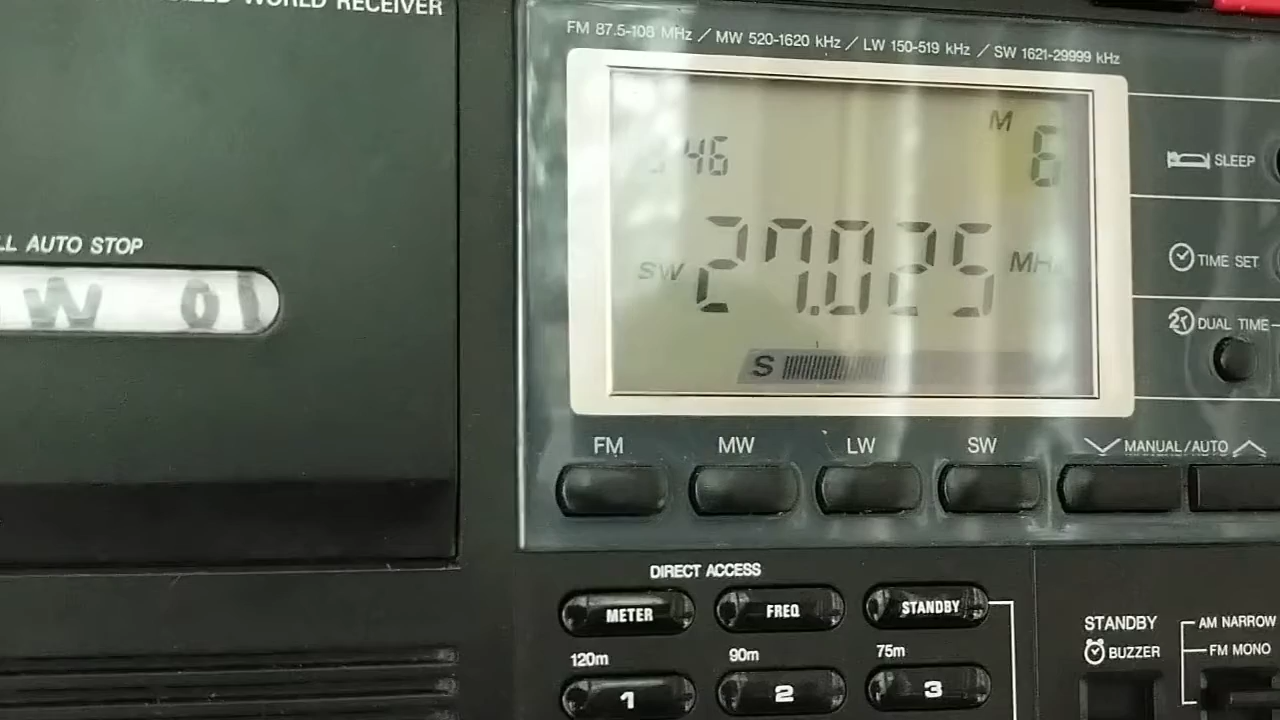 WORLD RECEIVER
FM 87.5-108 MHz / MW 520-1620 kHz / LW 150-519 kHz / SW 1621-29999 kHz
M 6
46
SW 27.025 MHz
S
SLEEP
TIME SET
DUAL TIME
AUTO STOP
W 01
FM MW LW SW MANUAL/AUTO
DIRECT ACCESS
METER FREQ STANDBY
120m 90m 75m
1 2 3
STANDBY
BUZZER
AM NARROW
FM MONO